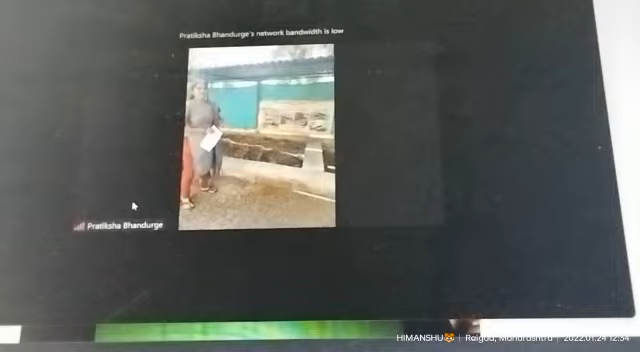 Pratiksha Bhandurge's network bandwidth is low
Pratiksha Bhandurge
HIMANSHU🐯 | Raigad, Maharashtra | 2022.01.24 12:34